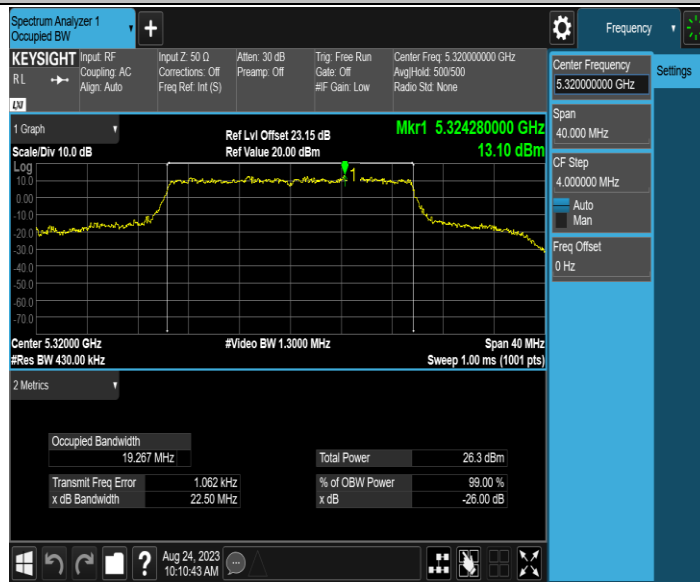 Spectrum Analyzer 1
Occupied BW
▼
+
Frequency
▼
KEYSIGHT
RL
LXI
Input: RF
Coupling: AC
Align: Auto
Input Z: 50 Ω
Corrections: Off
Freq Ref: Int (S)
Atten: 30 dB
Preamp: Off
Trig: Free Run
Gate: Off
#IF Gain: Low
Center Freq: 5.320000000 GHz
Avg|Hold: 500/500
Radio Std: None
Center Frequency
5.320000000 GHz
Settings
Span
40.000 MHz
CF Step
4.000000 MHz
Auto
Man
Freq Offset
0 Hz
1 Graph
▼
Scale/Div 10.0 dB
Ref Lvl Offset 23.15 dB
Ref Value 20.00 dBm
Mkr1 5.324280000 GHz
13.10 dBm
Log
10.0
0.00
-10.0
-20.0
-30.0
-40.0
-50.0
-60.0
-70.0
1
Center 5.32000 GHz
#Res BW 430.00 kHz
#Video BW 1.3000 MHz
Span 40 MHz
Sweep 1.00 ms (1001 pts)
2 Metrics
▼
Occupied Bandwidth
19.267 MHz
Total Power 26.3 dBm
Transmit Freq Error 1.062 kHz
% of OBW Power 99.00 %
x dB Bandwidth 22.50 MHz
x dB -26.00 dB
?
Aug 24, 2023
10:10:43 AM